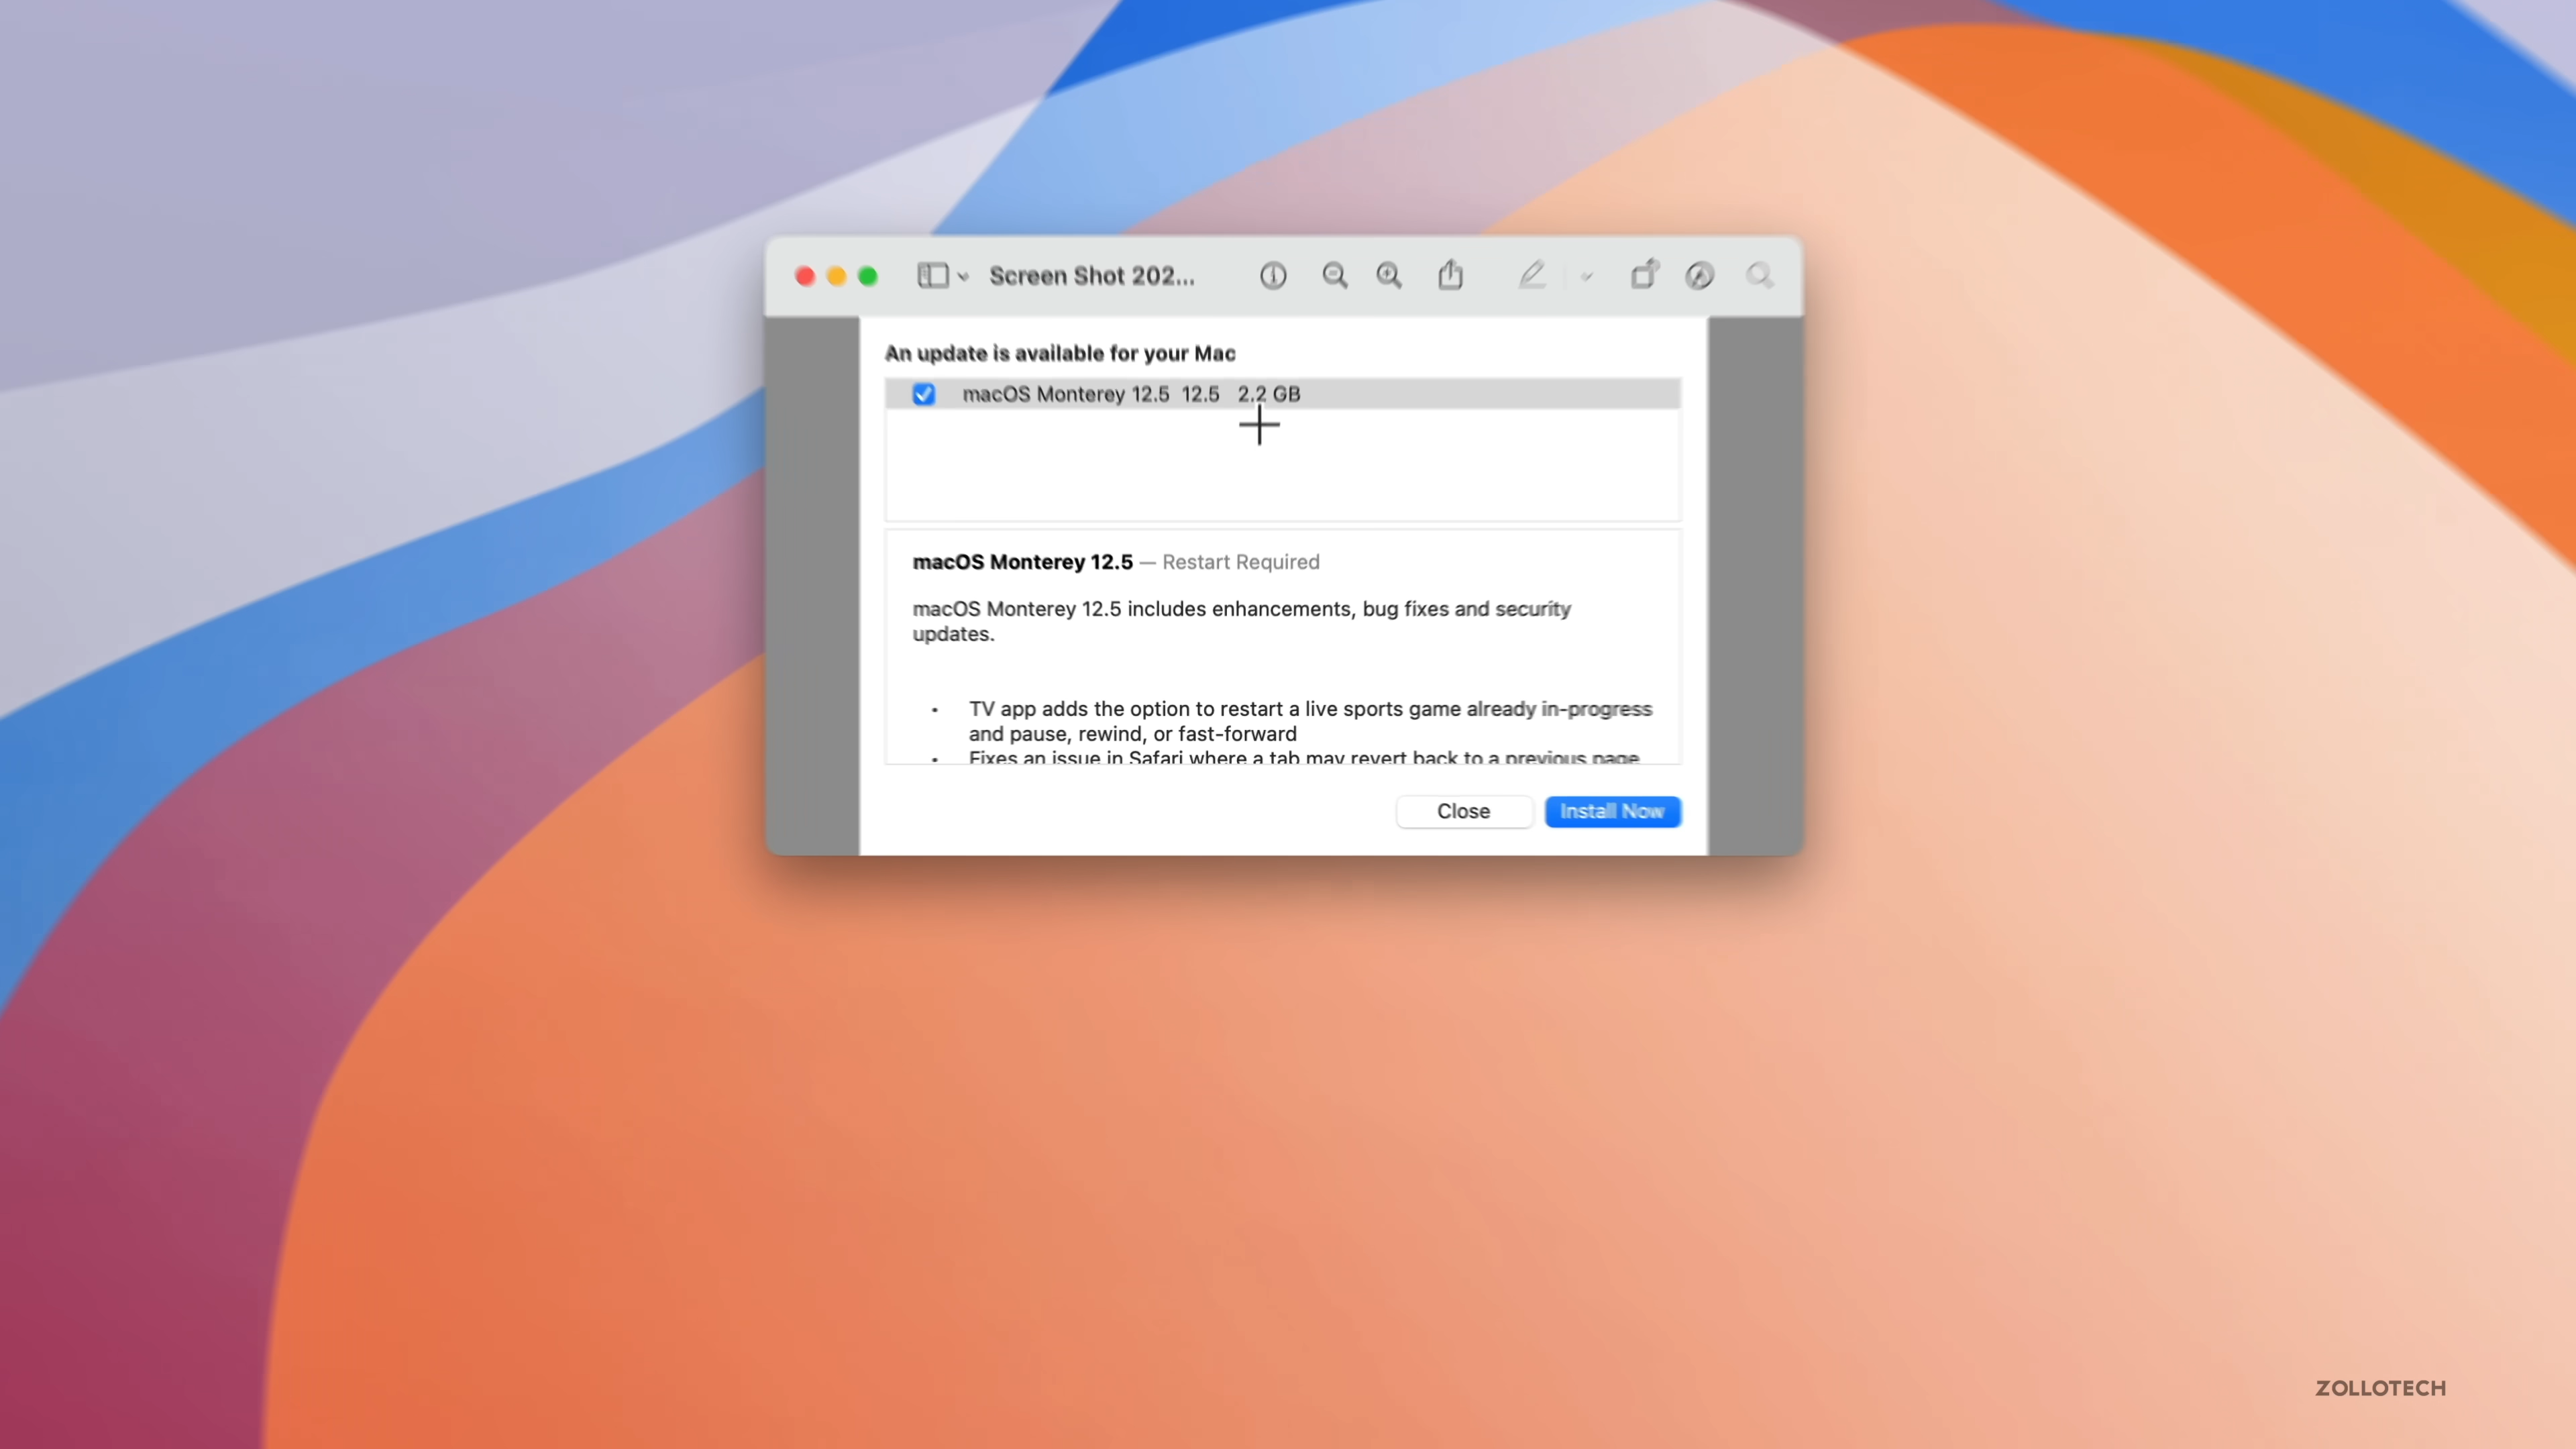 Screen Shot 202...
An update is available for your Mac
macOS Monterey 12.5 12.5 2.2 GB
macOS Monterey 12.5 — Restart Required
macOS Monterey 12.5 includes enhancements, bug fixes and security
updates.
• TV app adds the option to restart a live sports game already in-progress
and pause, rewind, or fast-forward
• Fixes an issue in Safari where a tab may revert back to a previous page
Close Install Now
ZOLLOTECH